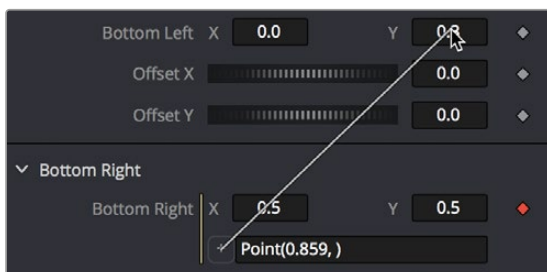 Bottom Left X 0.0 Y
Offset X 0.0
Offset Y 0.0
Bottom Right
Bottom Right X 0.5 Y 0.5
Point(0.859, )